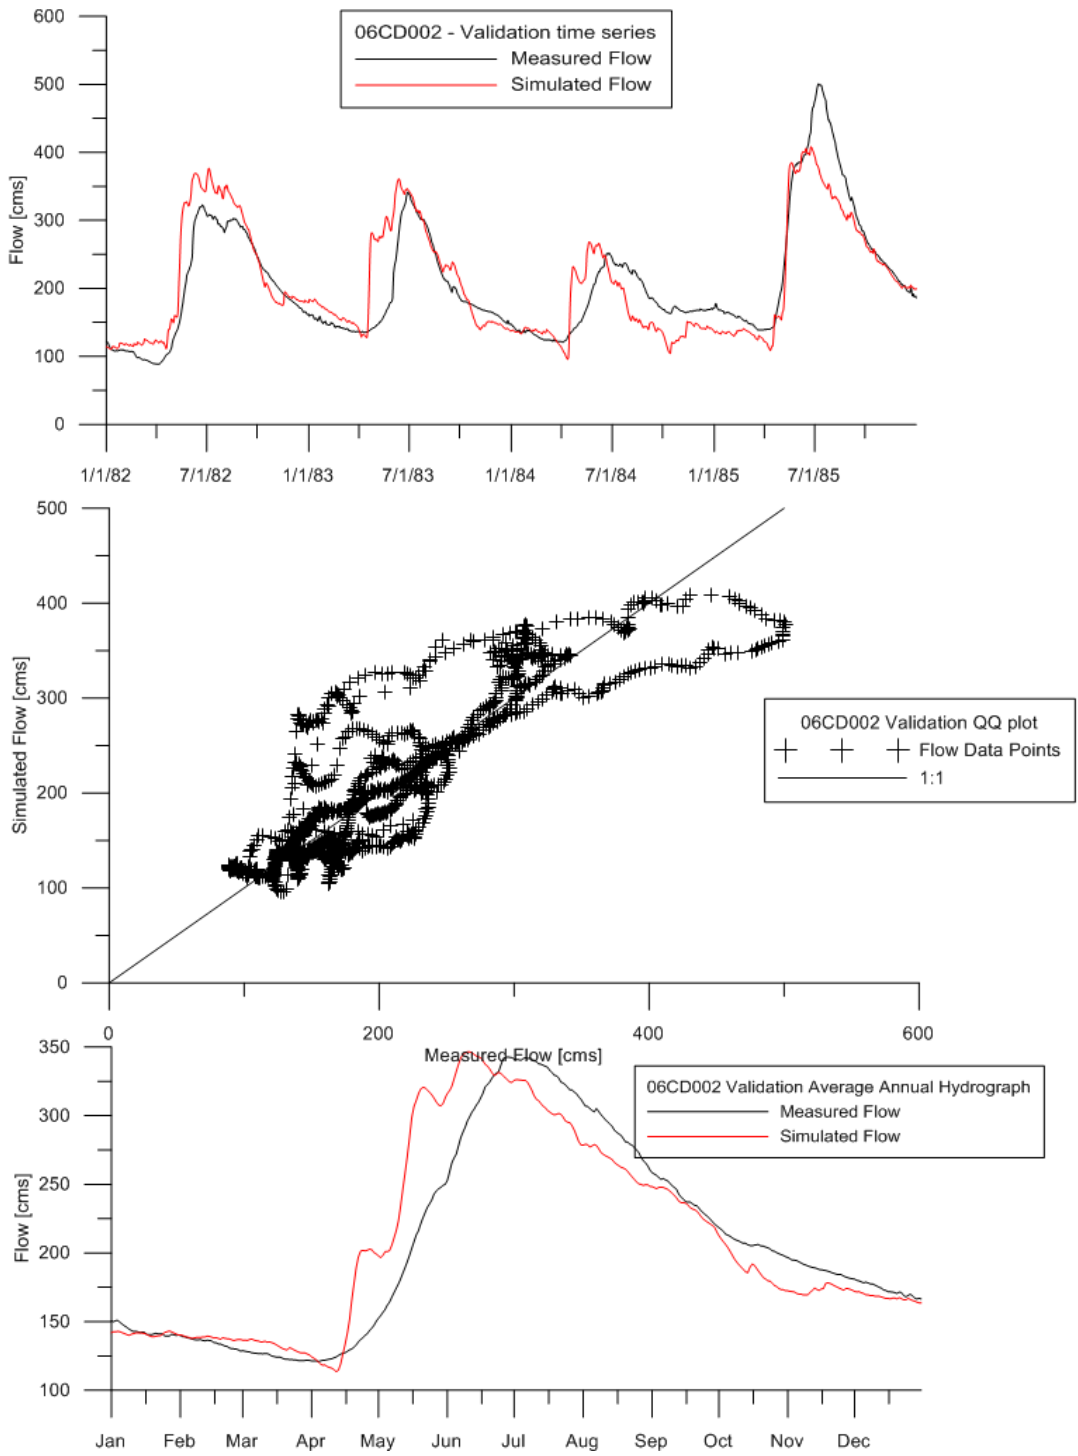 600
500
400
300
200
100
0
Flow [cms]
06CD002 - Validation time series
Measured Flow
Simulated Flow
1/1/82 7/1/82 1/1/83 7/1/83 1/1/84 7/1/84 1/1/85 7/1/85
500
400
300
200
100
0
Simulated Flow [cms]
06CD002 Validation QQ plot
Flow Data Points
1:1
0 200 400 600
Measured Flow [cms]
350
300
250
200
150
100
Flow [cms]
06CD002 Validation Average Annual Hydrograph
Measured Flow
Simulated Flow
Jan Feb Mar Apr May Jun Jul Aug Sep Oct Nov Dec